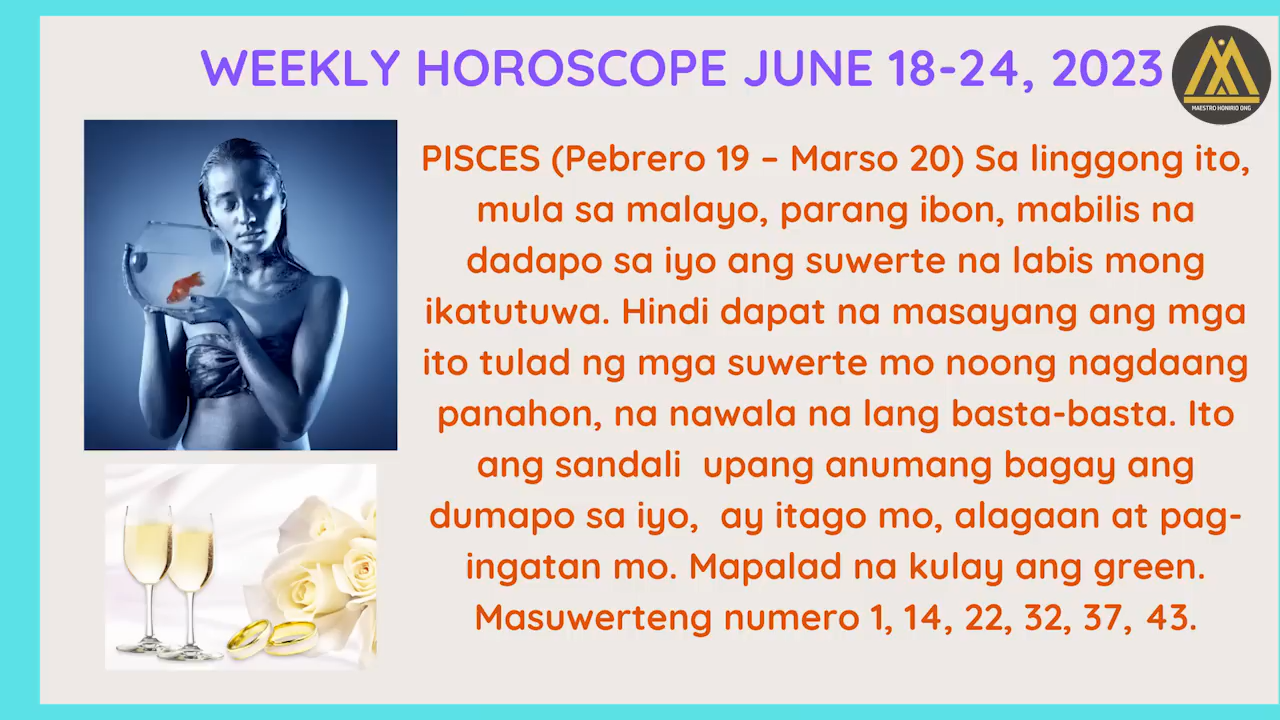 WEEKLY HOROSCOPE JUNE 18-24, 2023
MAESTRO HONIRIO ONG
PISCES (Pebrero 19 – Marso 20) Sa linggong ito,
mula sa malayo, parang ibon, mabilis na
dadapo sa iyo ang suwerte na labis mong
ikatutuwa. Hindi dapat na masayang ang mga
ito tulad ng mga suwerte mo noong nagdaang
panahon, na nawala na lang basta-basta. Ito
ang sandali  upang anumang bagay ang
dumapo sa iyo,  ay itago mo, alagaan at pag-
ingatan mo. Mapalad na kulay ang green.
Masuwerteng numero 1, 14, 22, 32, 37, 43.